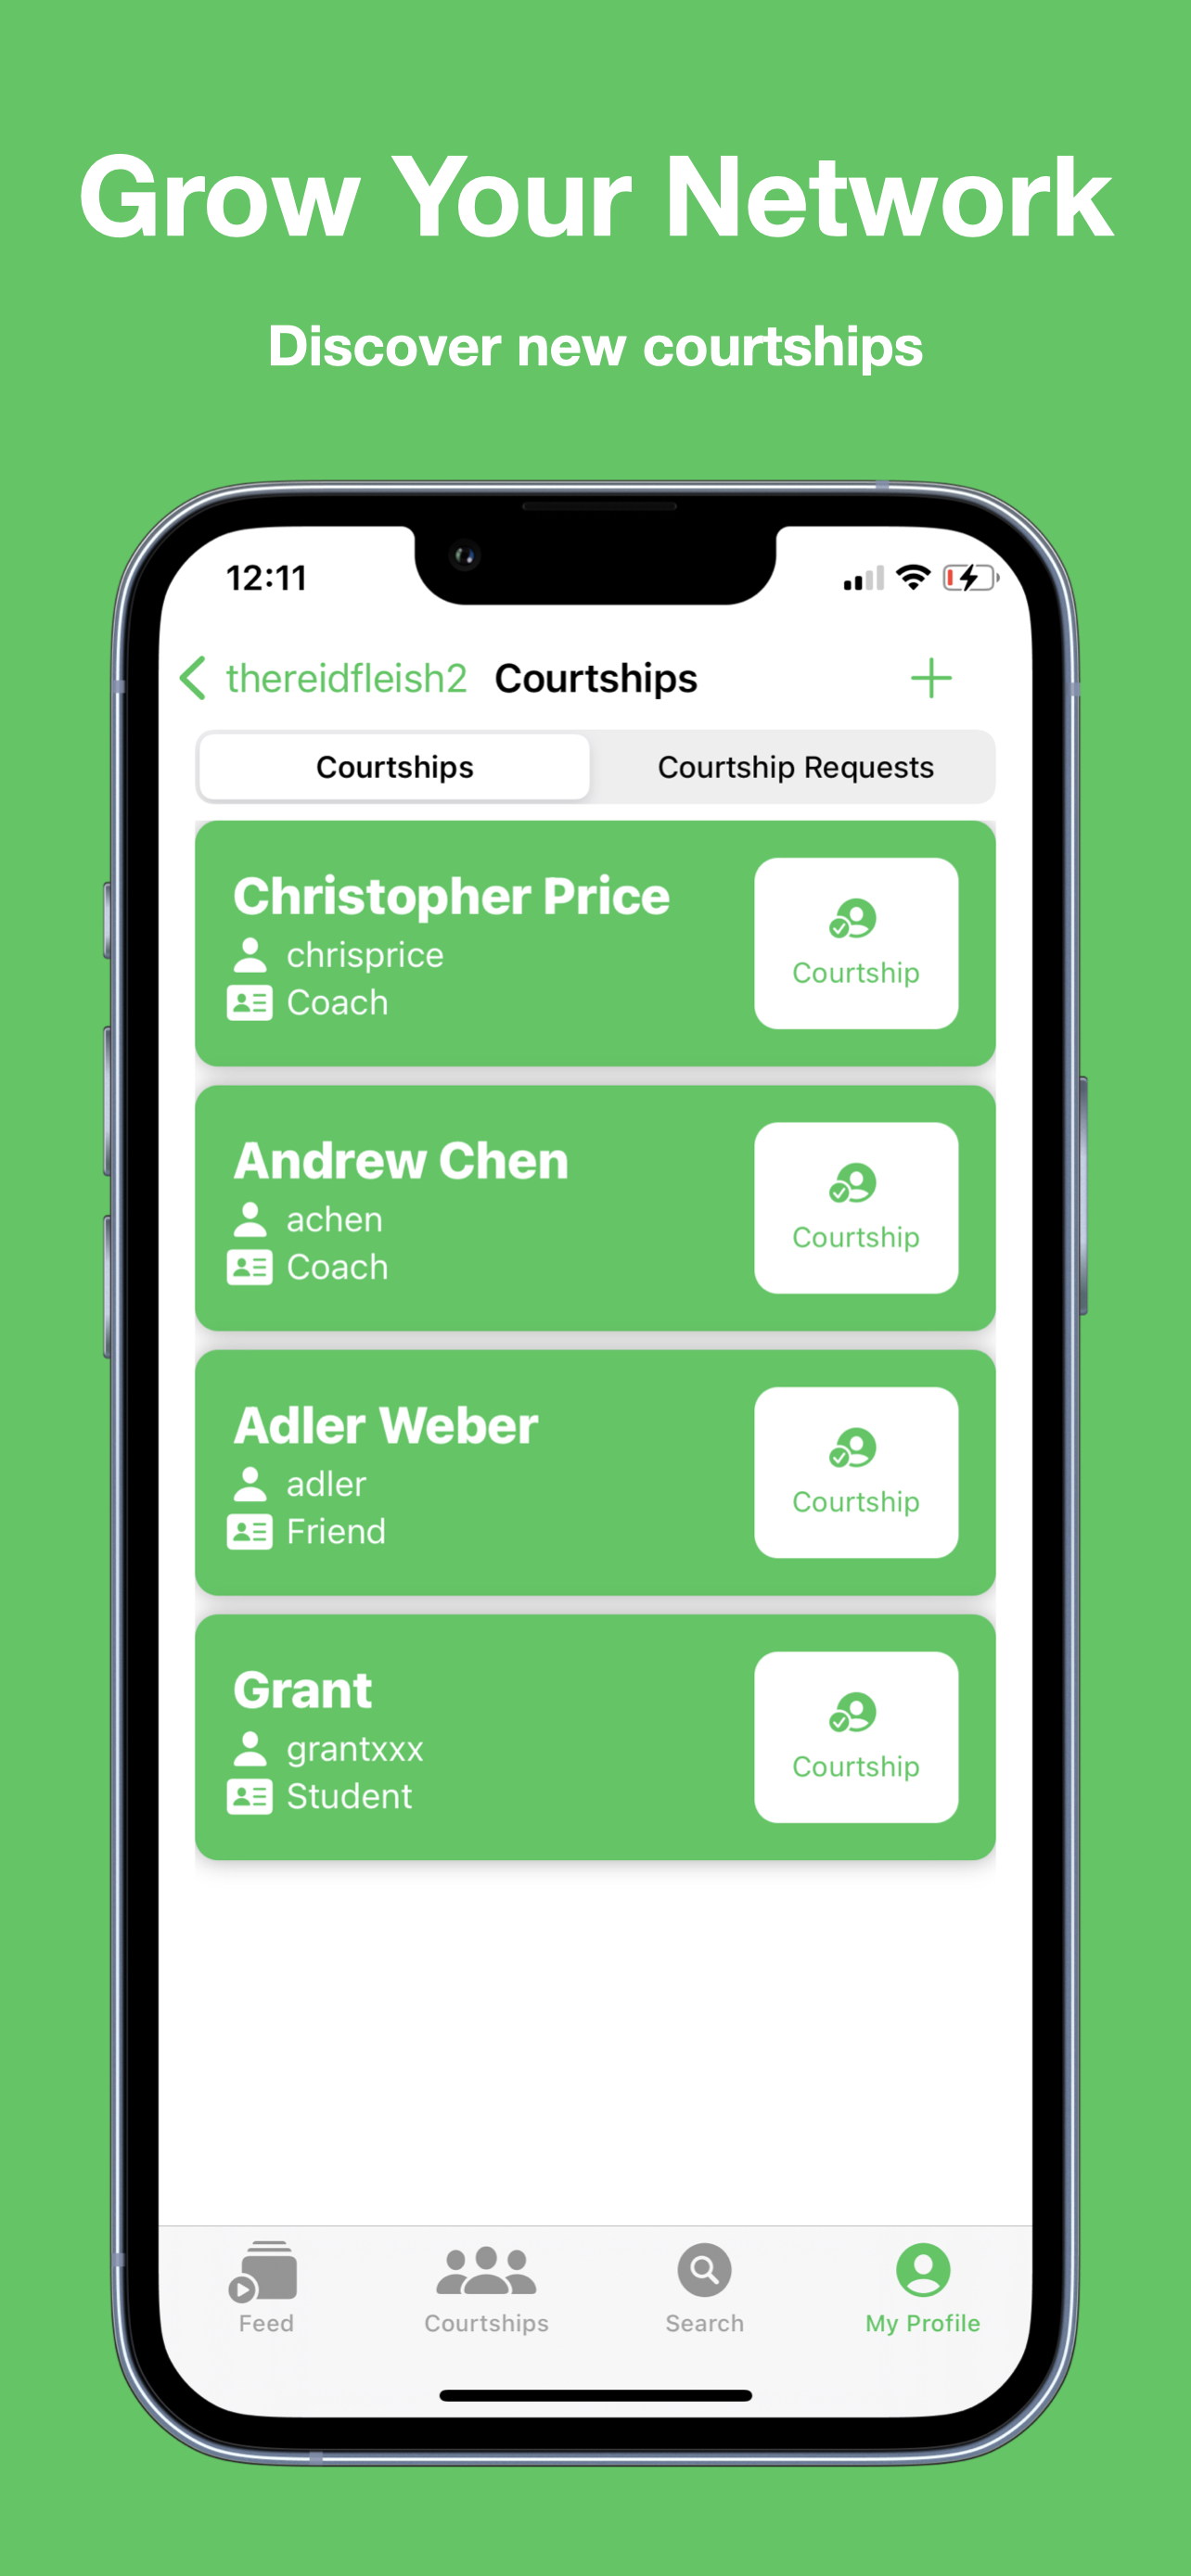 Grow Your Network
Discover new courtships
12:11
thereidfleish2 Courtships
Courtships Courtship Requests
Christopher Price
chrisprice
Coach
Courtship
Andrew Chen
achen
Coach
Courtship
Adler Weber
adler
Friend
Courtship
Grant
grantxxx
Student
Courtship
Feed Courtships Search My Profile